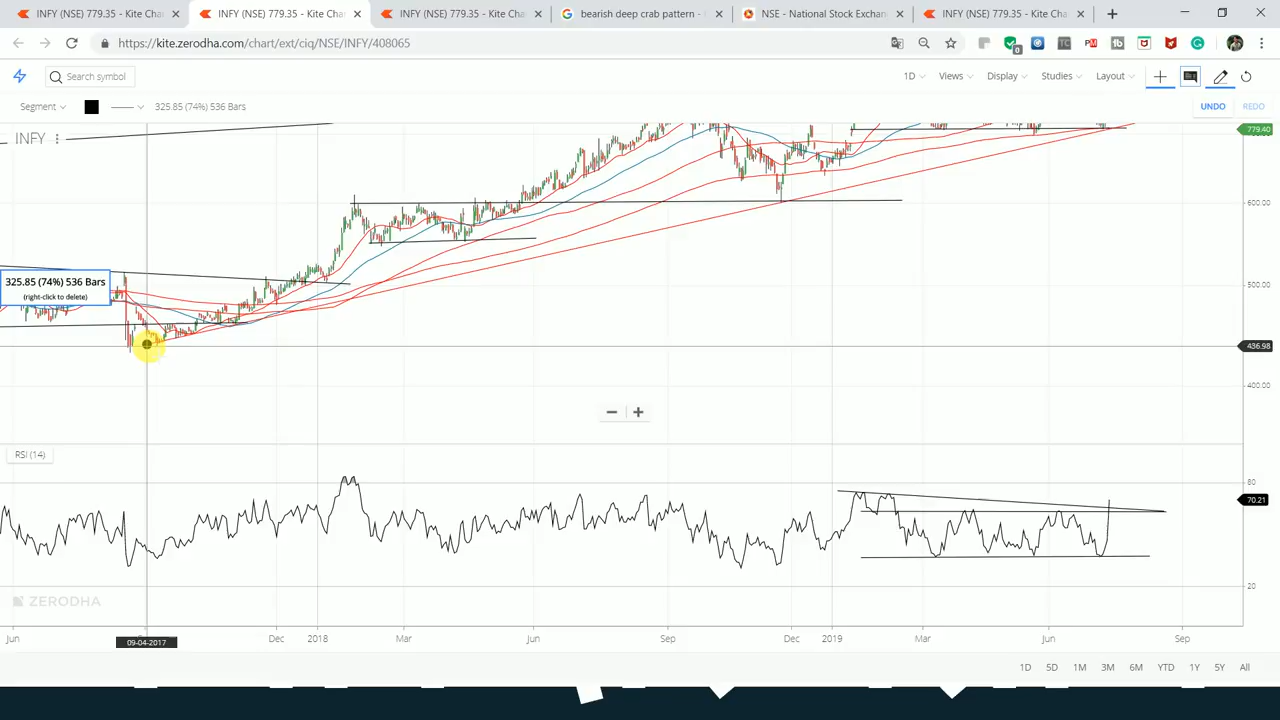 INFY (NSE) 779.35 - Kite Cha
INFY (NSE) 779.35 - Kite Cha
INFY (NSE) 779.35 - Kite Cha
bearish deep crab pattern -
NSE - National Stock Exchan
INFY (NSE) 779.35 - Kite Cha
https://kite.zerodha.com/chart/ext/ciq/NSE/INFY/408065
Search symbol
1D
Views
Display
Studies
Layout
Segment
325.85 (74%) 536 Bars
UNDO
REDO
INFY
779.40
600.00
500.00
436.98
400.00
325.85 (74%) 536 Bars
(right-click to delete)
RSI (14)
80
70.21
20
ZERODHA
Jun
Dec
2018
Mar
Jun
Sep
Dec
2019
Mar
Jun
Sep
09-04-2017
1D
5D
1M
3M
6M
YTD
1Y
5Y
All